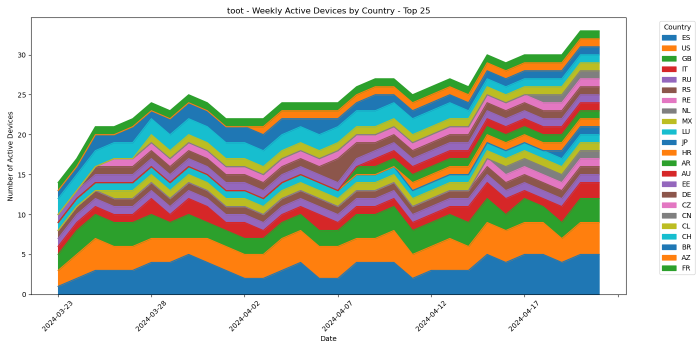 toot - Weekly Active Devices by Country - Top 25
Number of Active Devices
30
25
20
15
10
5
0
2024-03-23
2024-03-28
2024-04-02
2024-04-07
2024-04-12
2024-04-17
Date
Country
ES
US
GB
IT
RU
RS
RE
NL
MX
LU
JP
HR
AR
AU
EE
DE
CZ
CN
CL
CH
BR
AZ
FR